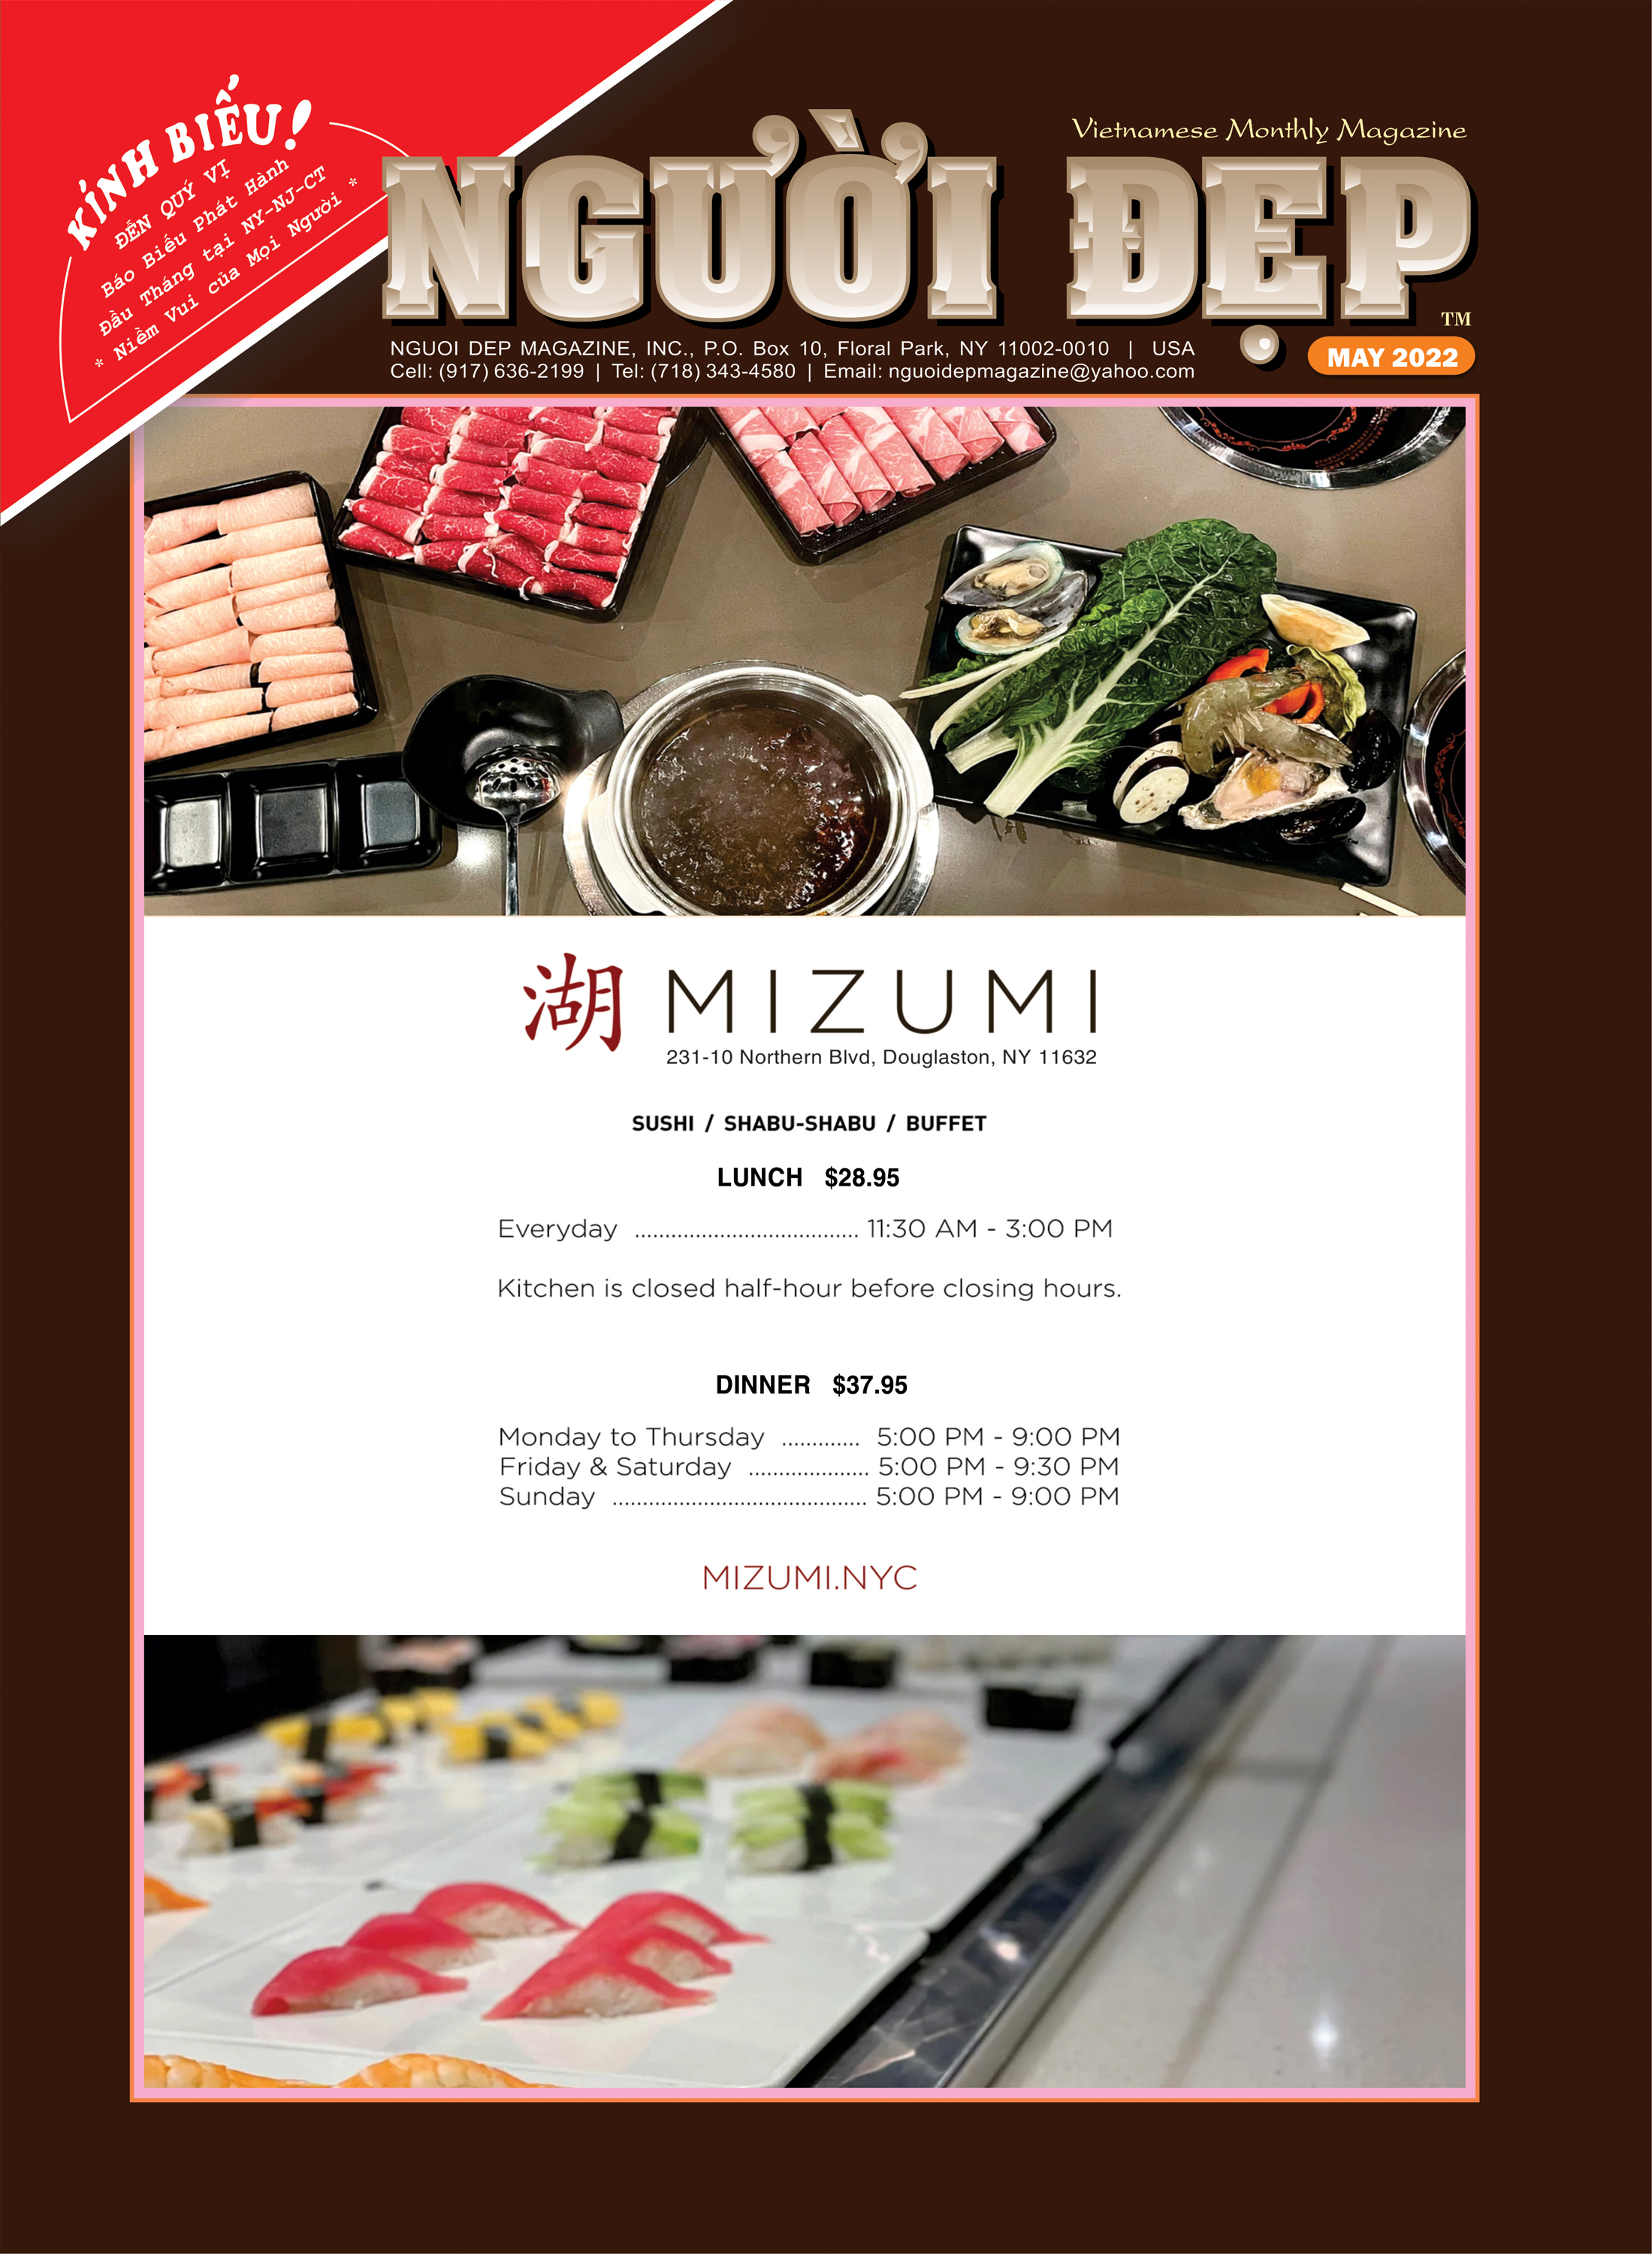 KÍNH BIẾU!
ĐẾN QUÝ VỊ
Báo Biếu Phát Hành
Đầu Tháng tại NY-NJ-CT
* Niềm Vui của Mọi Người *
Vietnamese Monthly Magazine
NGƯỜI ĐẸP
TM
NGUOI DEP MAGAZINE, INC., P.O. Box 10, Floral Park, NY 11002-0010 | USA
Cell: (917) 636-2199 | Tel: (718) 343-4580 | Email: nguoidepmagazine@yahoo.com
MAY 2022
湖 MIZUMI
231-10 Northern Blvd, Douglaston, NY 11632
SUSHI / SHABU-SHABU / BUFFET
LUNCH $28.95
Everyday ..................................... 11:30 AM - 3:00 PM
Kitchen is closed half-hour before closing hours.
DINNER $37.95
Monday to Thursday ............. 5:00 PM - 9:00 PM
Friday & Saturday .................... 5:00 PM - 9:30 PM
Sunday .......................................... 5:00 PM - 9:00 PM
MIZUMI.NYC